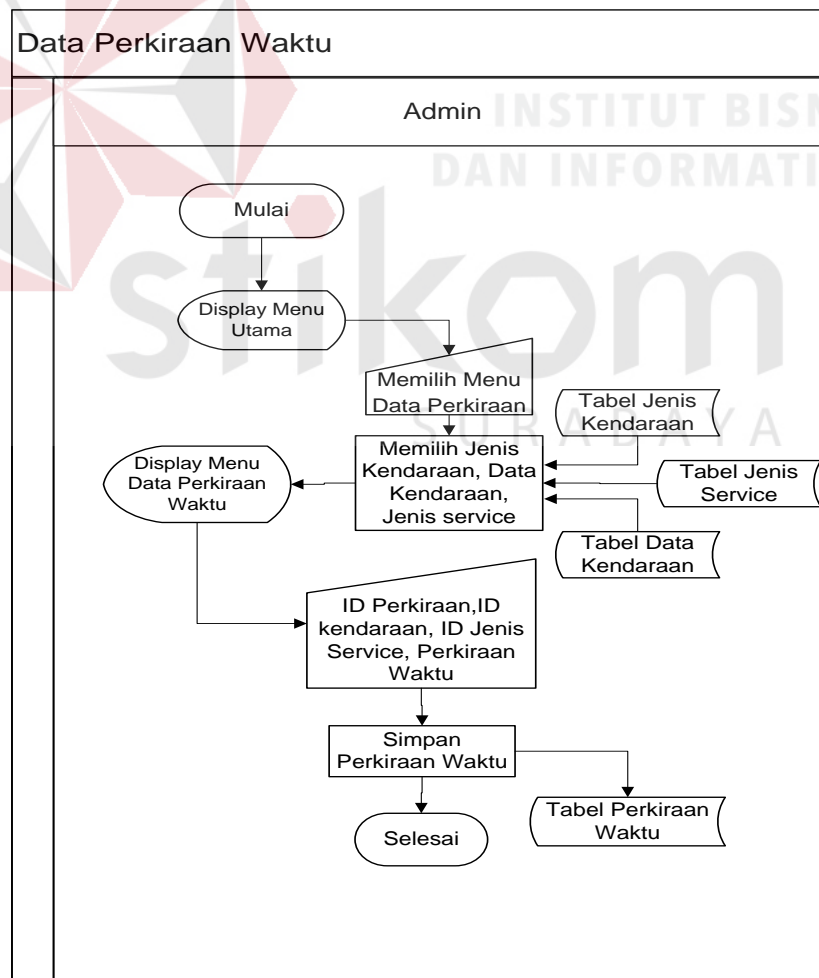 Data Perkiraan Waktu
Admin
INSTITUT BISN
DAN INFORMATI
stikom
SURABAYA
Mulai
Display Menu
Utama
Memilih Menu
Data Perkiraan
Tabel Jenis
Kendaraan
Memilih Jenis
Kendaraan, Data
Kendaraan,
Jenis service
Display Menu
Data Perkiraan
Waktu
Tabel Jenis
Service
Tabel Data
Kendaraan
ID Perkiraan,ID
kendaraan, ID Jenis
Service, Perkiraan
Waktu
Simpan
Perkiraan Waktu
Tabel Perkiraan
Waktu
Selesai